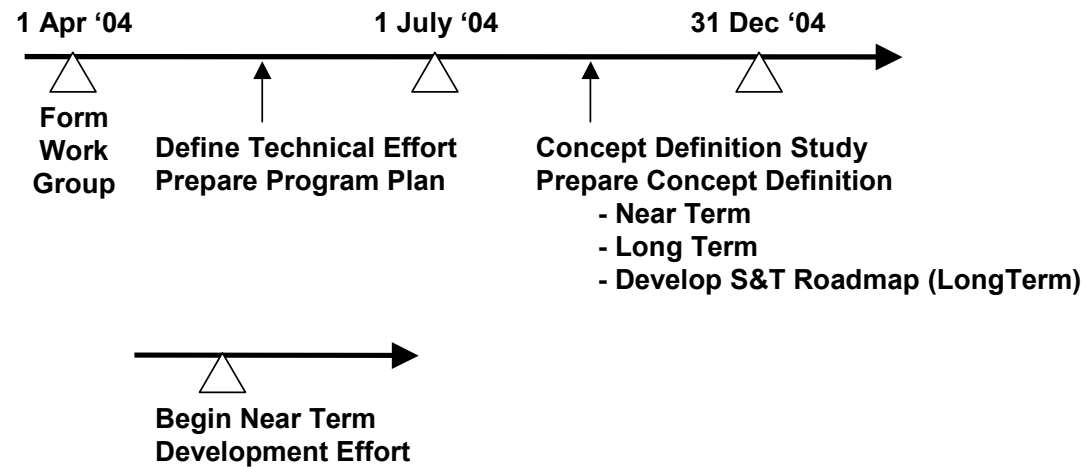 1 Apr ‘04 1 July ‘04 31 Dec ‘04
Form
Work
Group
Define Technical Effort
Prepare Program Plan
Concept Definition Study
Prepare Concept Definition
- Near Term
- Long Term
- Develop S&T Roadmap (LongTerm)
Begin Near Term
Development Effort